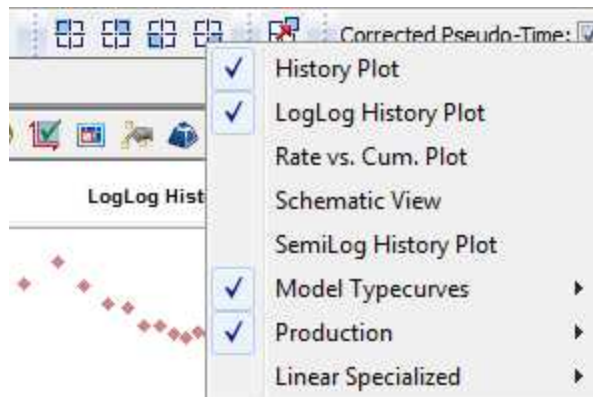 Corrected Pseudo-Time:
History Plot
LogLog History Plot
Rate vs. Cum. Plot
LogLog Hist
Schematic View
SemiLog History Plot
Model Typecurves
Production
Linear Specialized